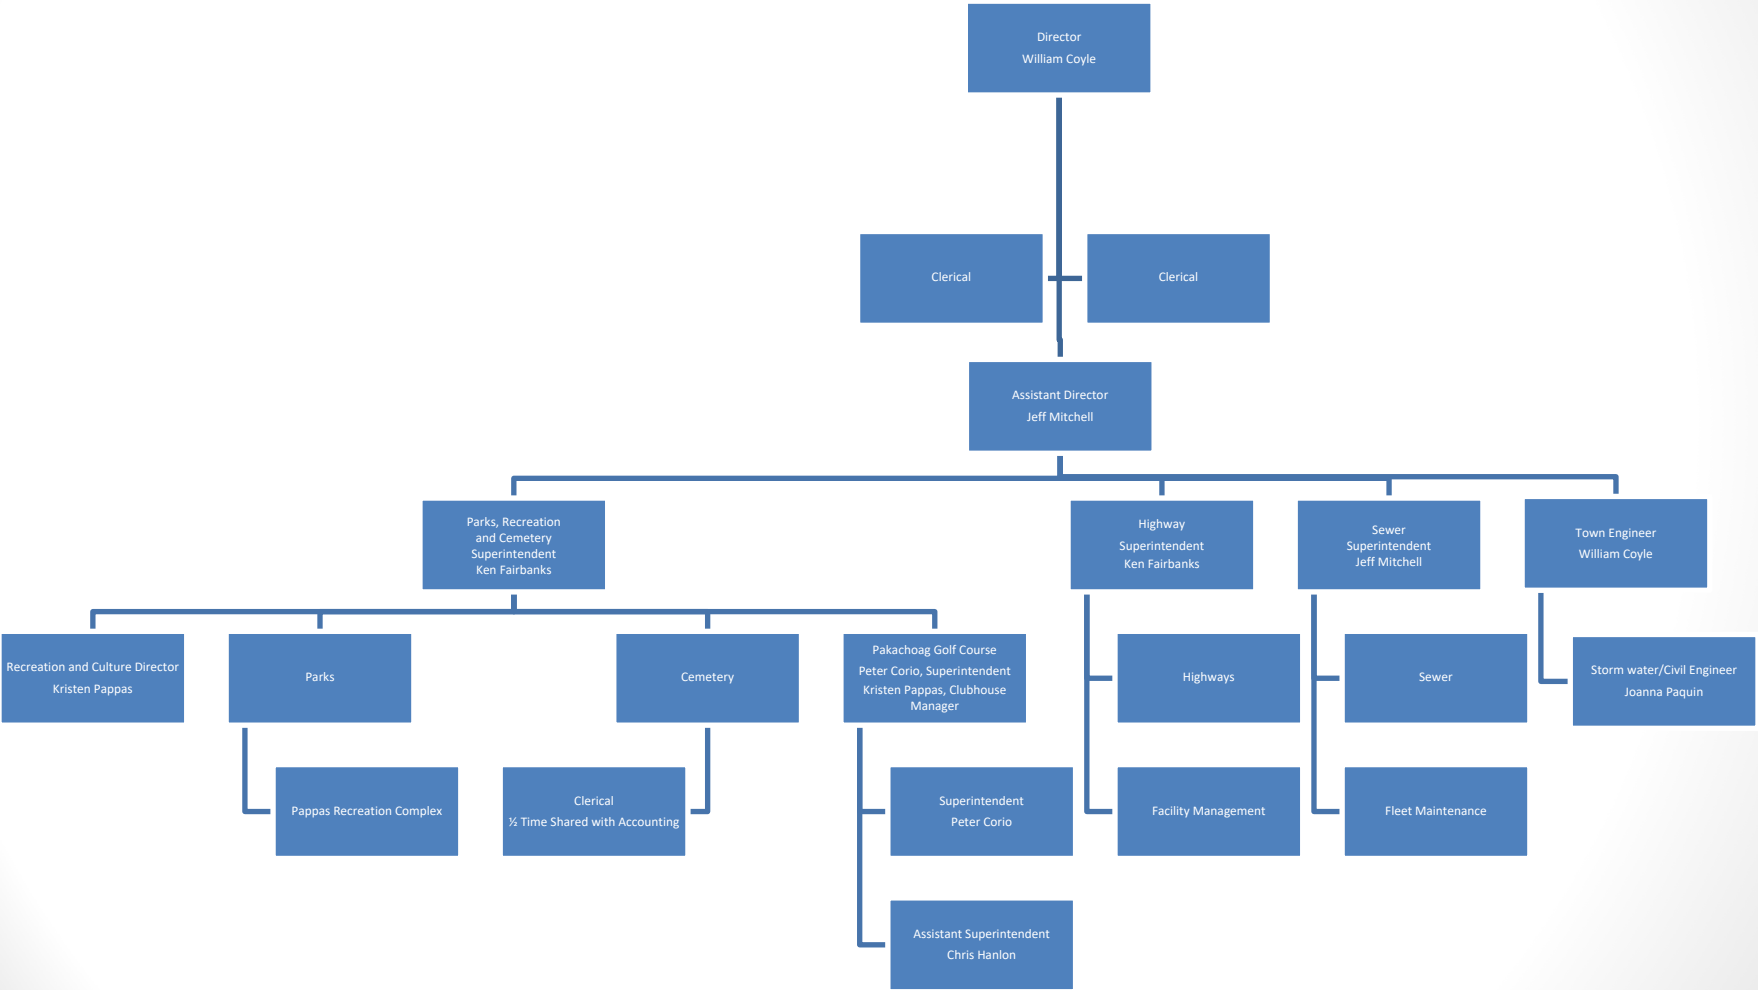 Director
William Coyle
Clerical
Clerical
Assistant Director
Jeff Mitchell
Parks, Recreation
and Cemetery
Superintendent
Ken Fairbanks
Highway
Superintendent
Ken Fairbanks
Sewer
Superintendent
Jeff Mitchell
Town Engineer
William Coyle
Recreation and Culture Director
Kristen Pappas
Parks
Cemetery
Pakachoag Golf Course
Peter Corio, Superintendent
Kristen Pappas, Clubhouse
Manager
Highways
Sewer
Storm water/Civil Engineer
Joanna Paquin
Pappas Recreation Complex
Clerical
½ Time Shared with Accounting
Superintendent
Peter Corio
Facility Management
Fleet Maintenance
Assistant Superintendent
Chris Hanlon